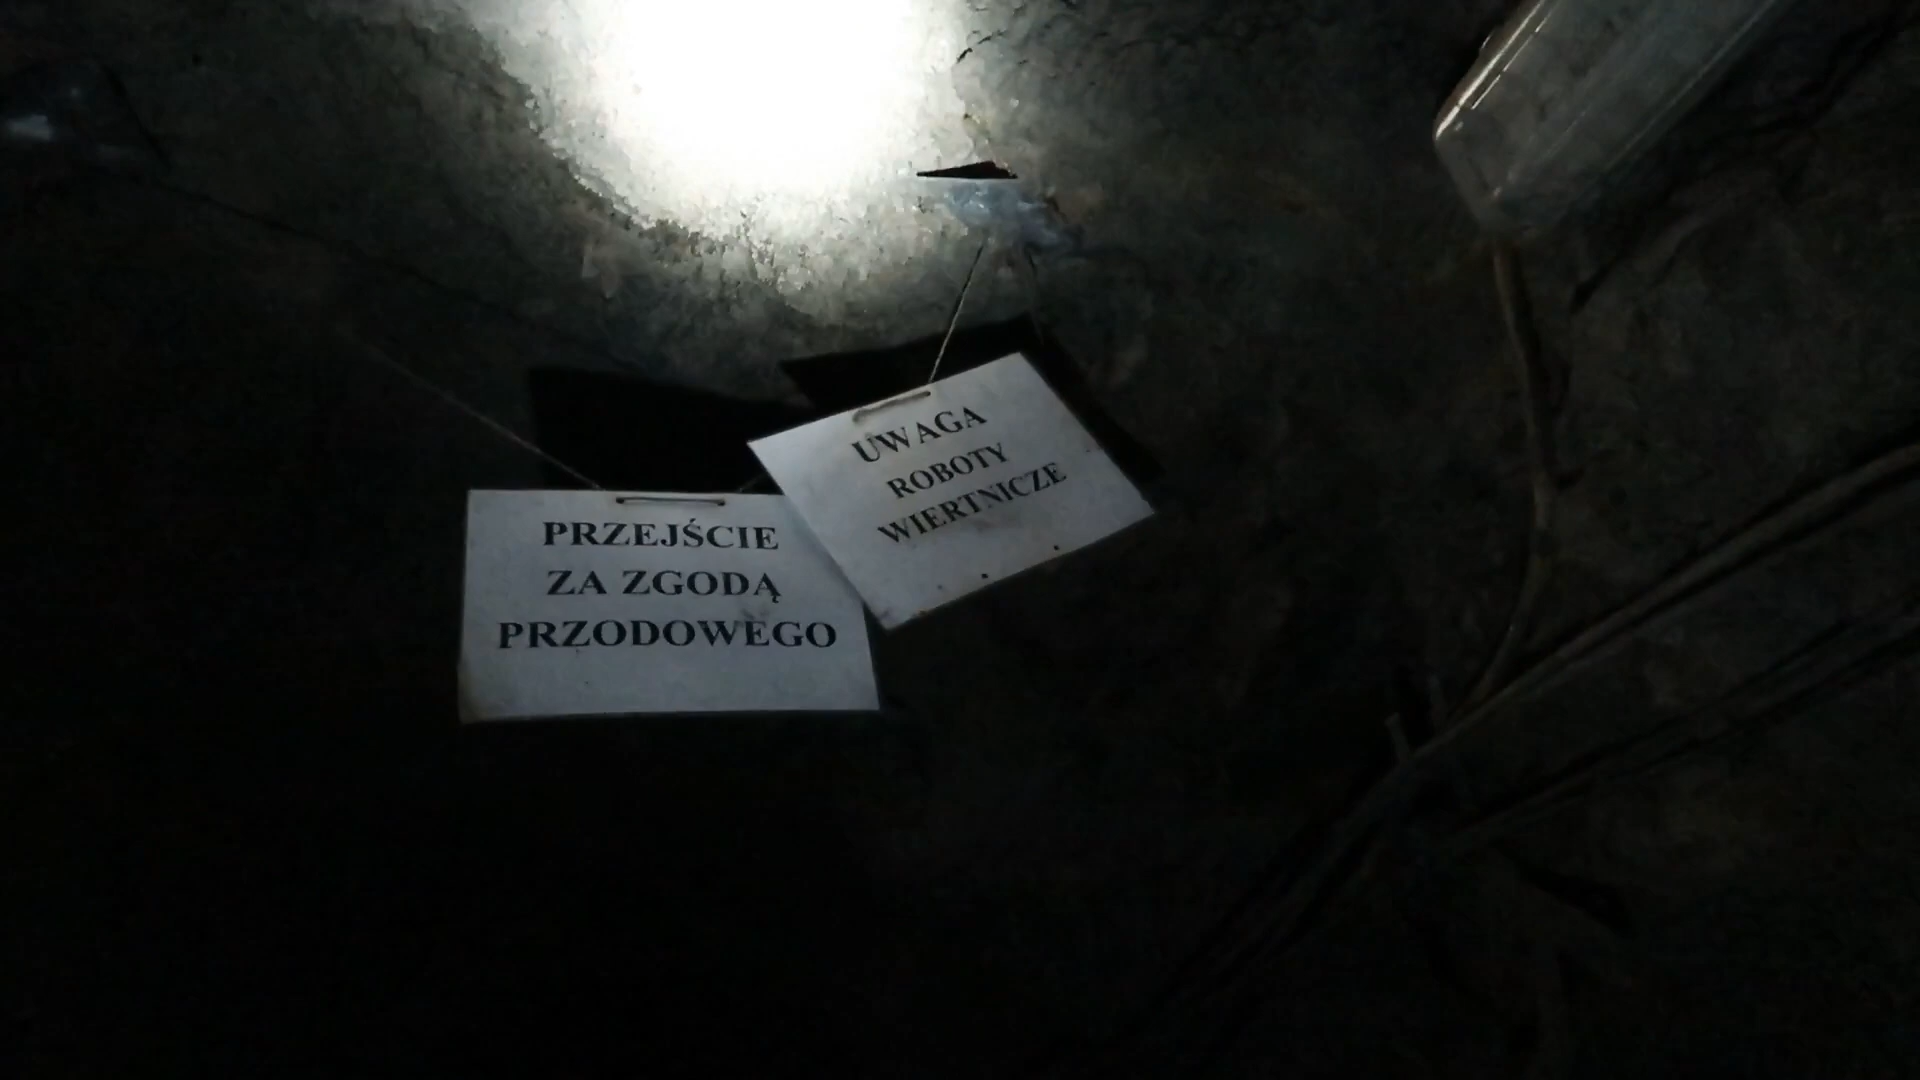 PRZEJŚCIE
ZA ZGODĄ
PRZODOWEGO
UWAGA
ROBOTY
WIERTNICZE